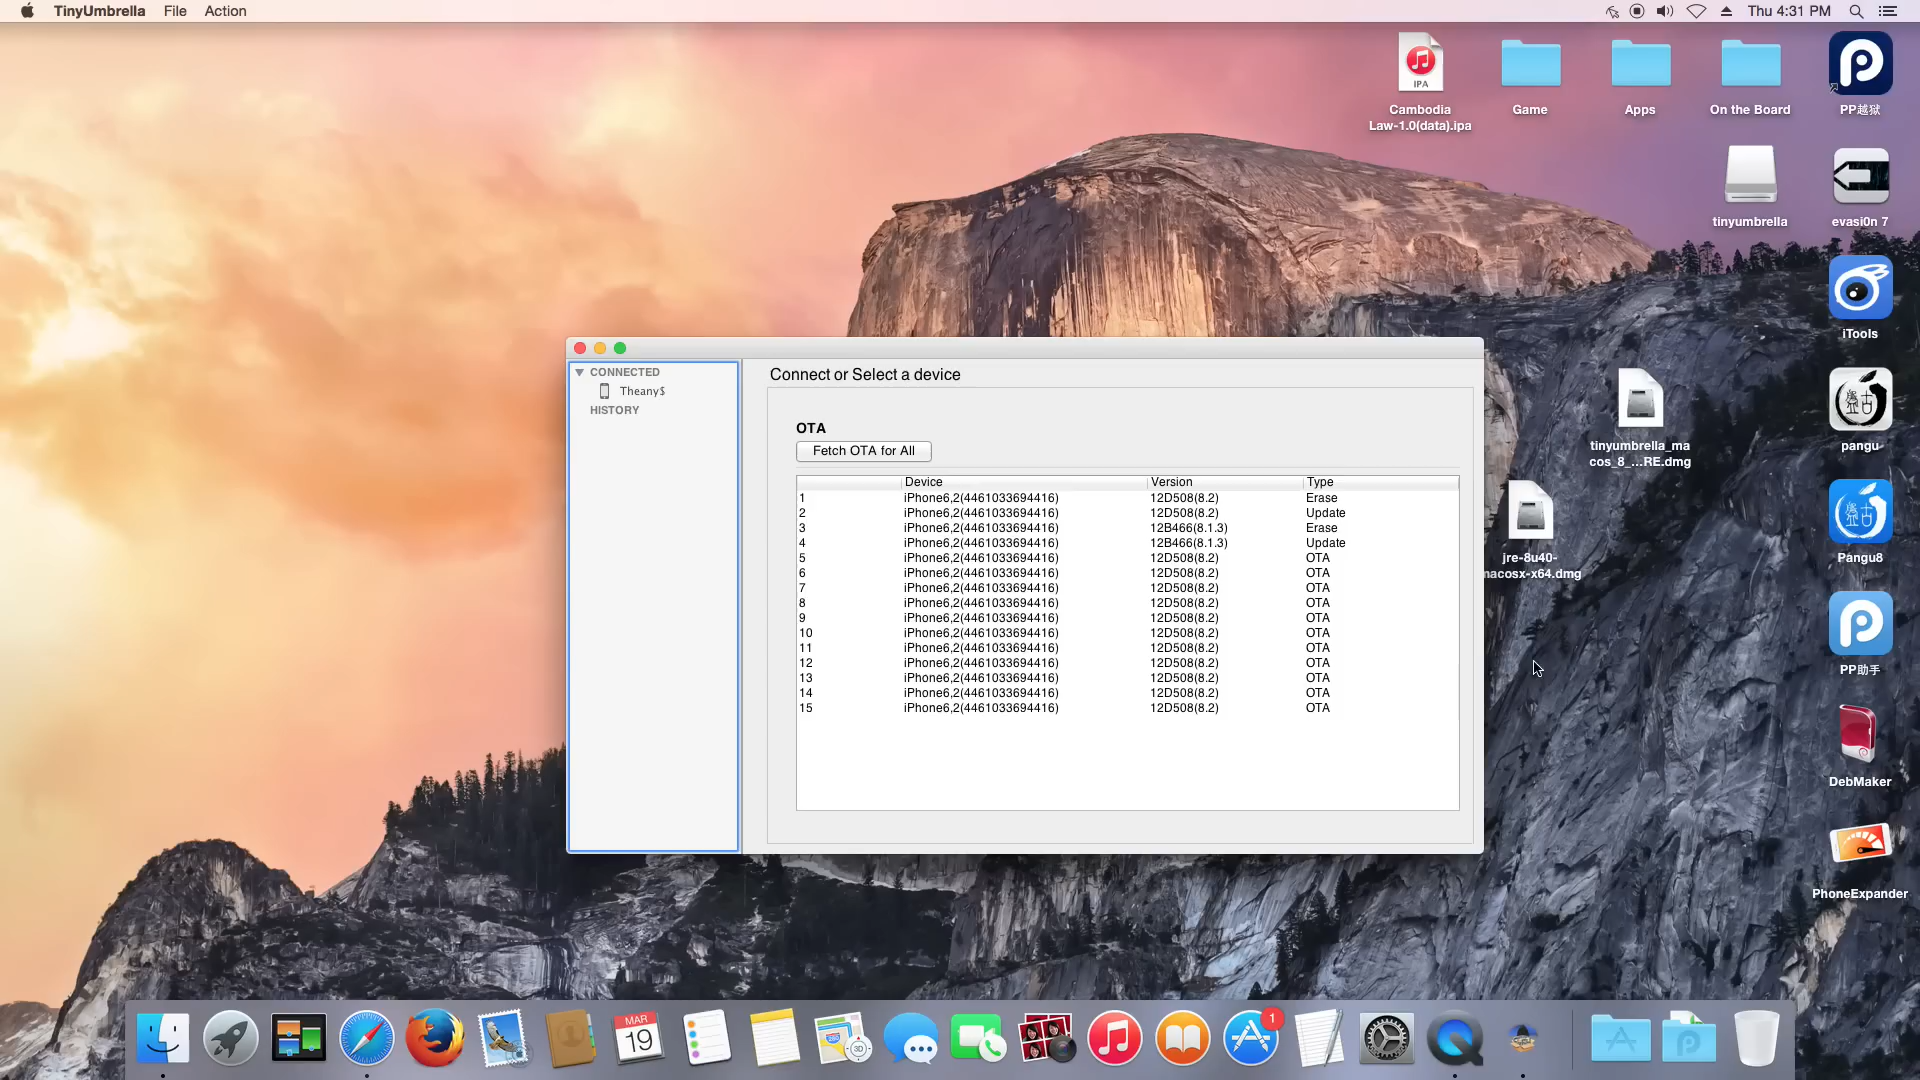 TinyUmbrella File Action
Thu 4:31 PM
IPA
Cambodia
Law-1.0(data).ipa
Game
Apps
On the Board
PP越狱
tinyumbrella
evasi0n 7
iTools
tinyumbrella_ma
cos_8_...RE.dmg
pangu
jre-8u40-
macosx-x64.dmg
Pangu8
PP助手
DebMaker
PhoneExpander
CONNECTED
Theany$
HISTORY
Connect or Select a device
OTA
Fetch OTA for All
Device Version Type
1 iPhone6,2(4461033694416) 12D508(8.2) Erase
2 iPhone6,2(4461033694416) 12D508(8.2) Update
3 iPhone6,2(4461033694416) 12B466(8.1.3) Erase
4 iPhone6,2(4461033694416) 12B466(8.1.3) Update
5 iPhone6,2(4461033694416) 12D508(8.2) OTA
6 iPhone6,2(4461033694416) 12D508(8.2) OTA
7 iPhone6,2(4461033694416) 12D508(8.2) OTA
8 iPhone6,2(4461033694416) 12D508(8.2) OTA
9 iPhone6,2(4461033694416) 12D508(8.2) OTA
10 iPhone6,2(4461033694416) 12D508(8.2) OTA
11 iPhone6,2(4461033694416) 12D508(8.2) OTA
12 iPhone6,2(4461033694416) 12D508(8.2) OTA
13 iPhone6,2(4461033694416) 12D508(8.2) OTA
14 iPhone6,2(4461033694416) 12D508(8.2) OTA
15 iPhone6,2(4461033694416) 12D508(8.2) OTA
MAR
19
3D
1